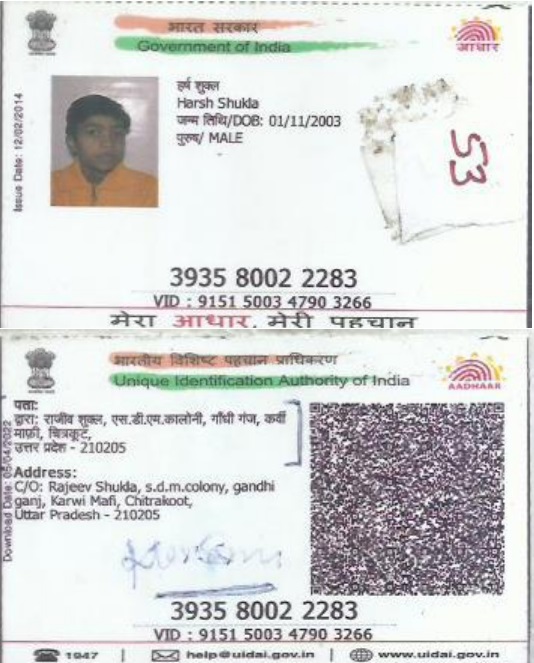 भारत सरकार
Government of India
आधार
Issue Date: 12/02/2014
हर्ष शुक्ल
Harsh Shukla
जन्म तिथि/DOB: 01/11/2003
पुरुष/ MALE
53
3935 8002 2283
VID : 9151 5003 4790 3266
मेरा आधार, मेरी पहचान
भारतीय विशिष्ट पहचान प्राधिकरण
Unique Identification Authority of India
AADHAAR
Download Date: 05/04/2022
पता:
द्वारा: राजीव शुक्ल, एस.डी.एम.कालोनी, गाँधी गंज, कर्वी
माफ़ी, चित्रकूट,
उत्तर प्रदेश - 210205
Address:
C/O: Rajeev Shukla, s.d.m.colony, gandhi
ganj, Karwi Mafi, Chitrakoot,
Uttar Pradesh - 210205
3935 8002 2283
VID : 9151 5003 4790 3266
1947 | help@uidai.gov.in | www.uidai.gov.in